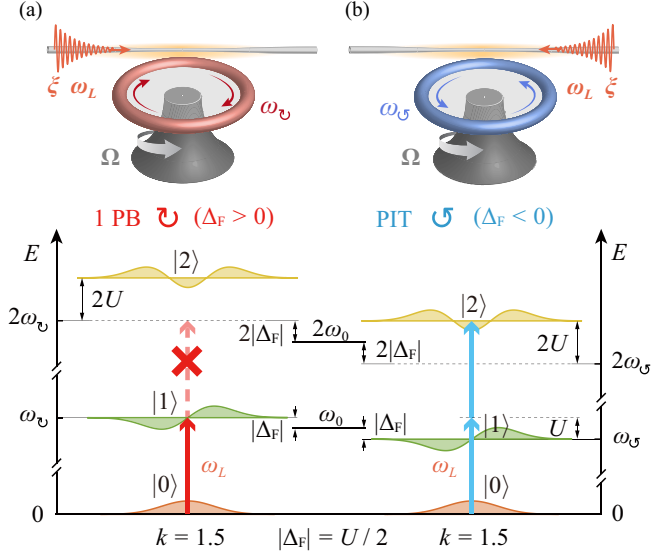 (a)
(b)
ξ ω_L
ω_L ξ
ω_↻
ω_↺
Ω
Ω
1 PB ↻ (Δ_F > 0)
PIT ↺ (Δ_F < 0)
E
E
|2⟩
2U
2ω_↻
2|Δ_F|
2ω_0
2|Δ_F|
|2⟩
2U
2ω_↺
|1⟩
ω_↻
|Δ_F|
ω_0
|Δ_F|
|1⟩
U
ω_↺
ω_L
ω_L
|0⟩
|0⟩
0
0
k = 1.5
|Δ_F| = U / 2
k = 1.5